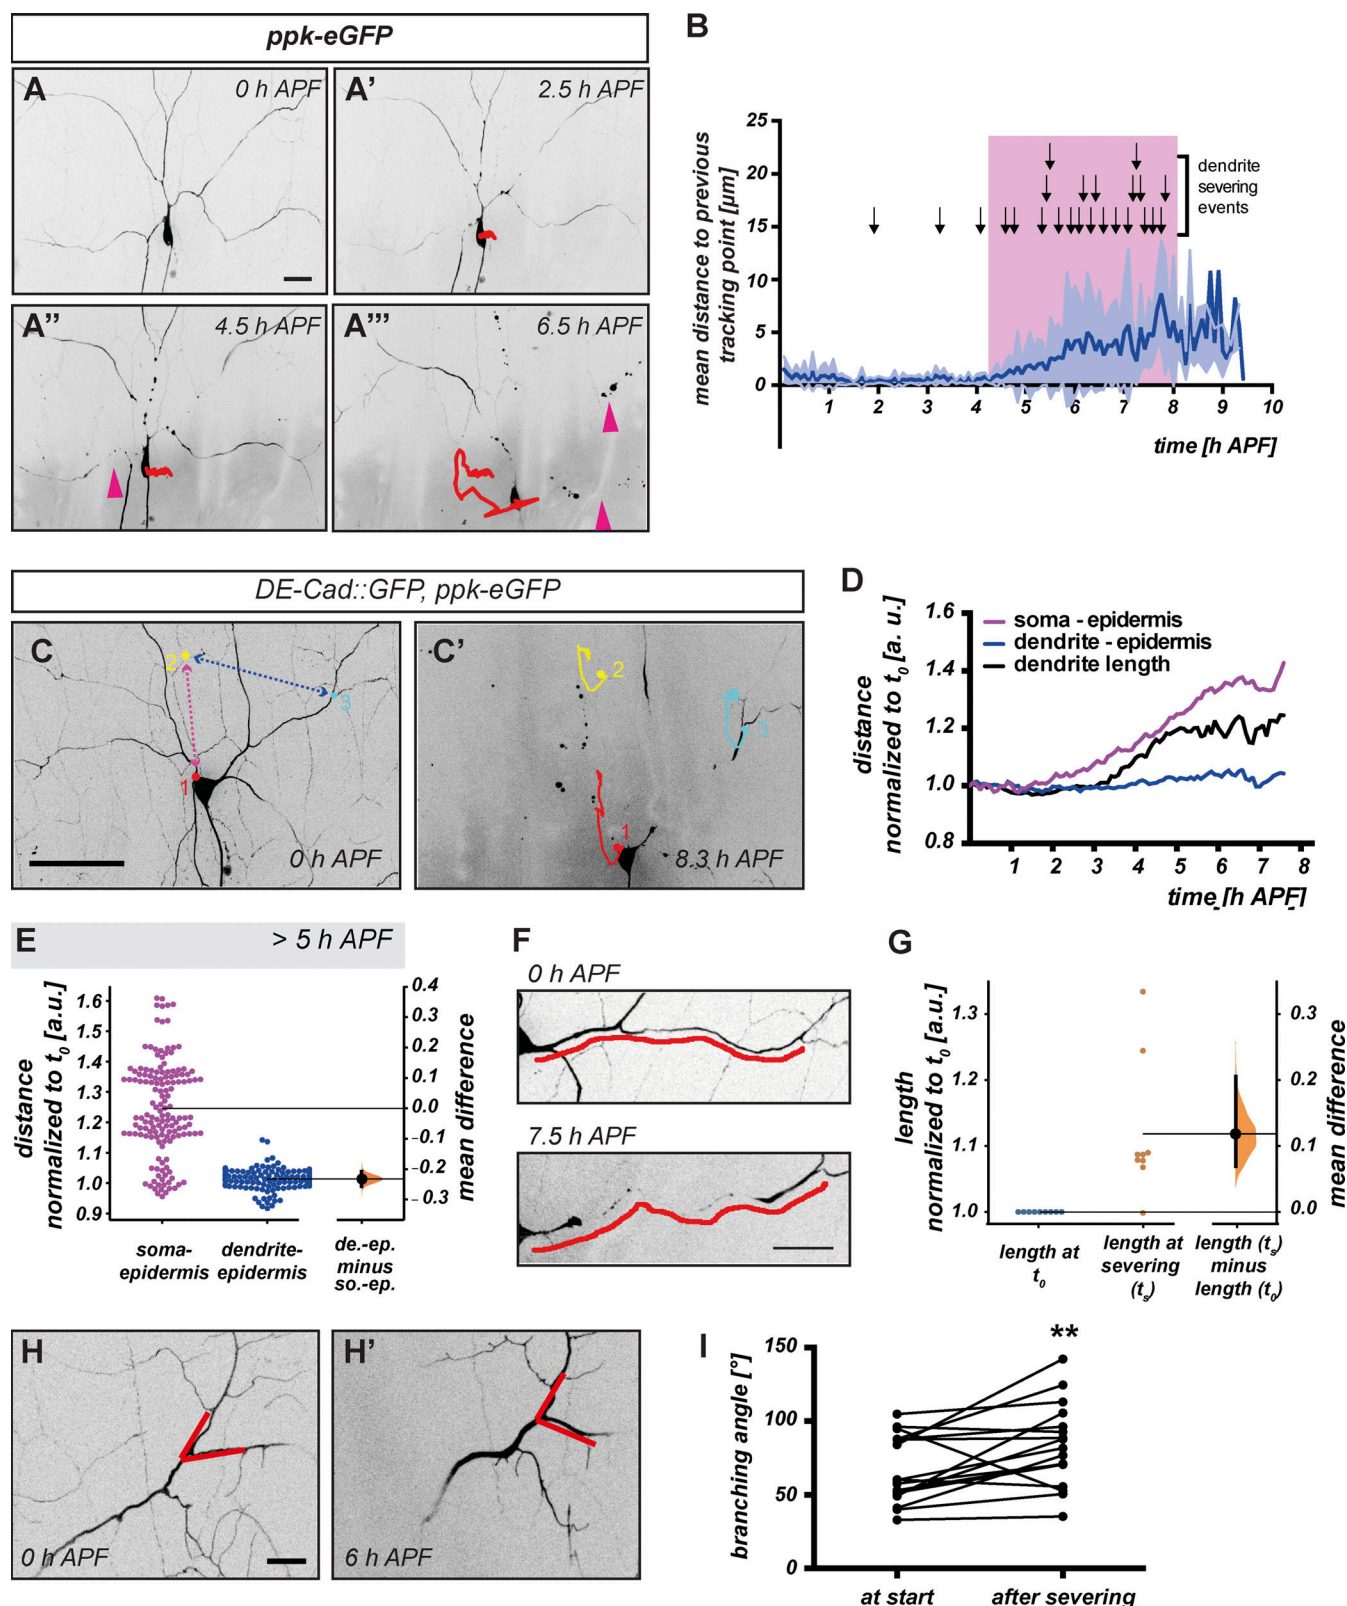 ppk-eGFP
A
0 h APF
A'
2.5 h APF
A''
4.5 h APF
A'''
6.5 h APF
B
mean distance to previous
tracking point [µm]
25
20
15
10
5
0
1
2
3
4
5
6
7
8
9
10
time [h APF]
dendrite
severing
events
DE-Cad::GFP, ppk-eGFP
C
2
3
1
0 h APF
C'
2
3
1
8.3 h APF
D
distance
normalized to t0 [a. u.]
1.6
1.4
1.2
1.0
0.8
soma - epidermis
dendrite - epidermis
dendrite length
1
2
3
4
5
6
7
8
time [h APF]
E
> 5 h APF
distance
normalized to t0 [a.u.]
1.6
1.5
1.4
1.3
1.2
1.1
1.0
0.9
0.4
0.3
0.2
0.1
0.0
-0.1
-0.2
-0.3
mean difference
soma-
epidermis
dendrite-
epidermis
de.-ep.
minus
so.-ep.
F
0 h APF
7.5 h APF
G
length
normalized to t0 [a.u.]
1.3
1.2
1.1
1.0
0.3
0.2
0.1
0.0
mean difference
length at
t0
length at
severing
(ts)
length (ts)
minus
length (t0)
H
0 h APF
H'
6 h APF
I
branching angle [°]
150
100
50
0
**
at start
after severing